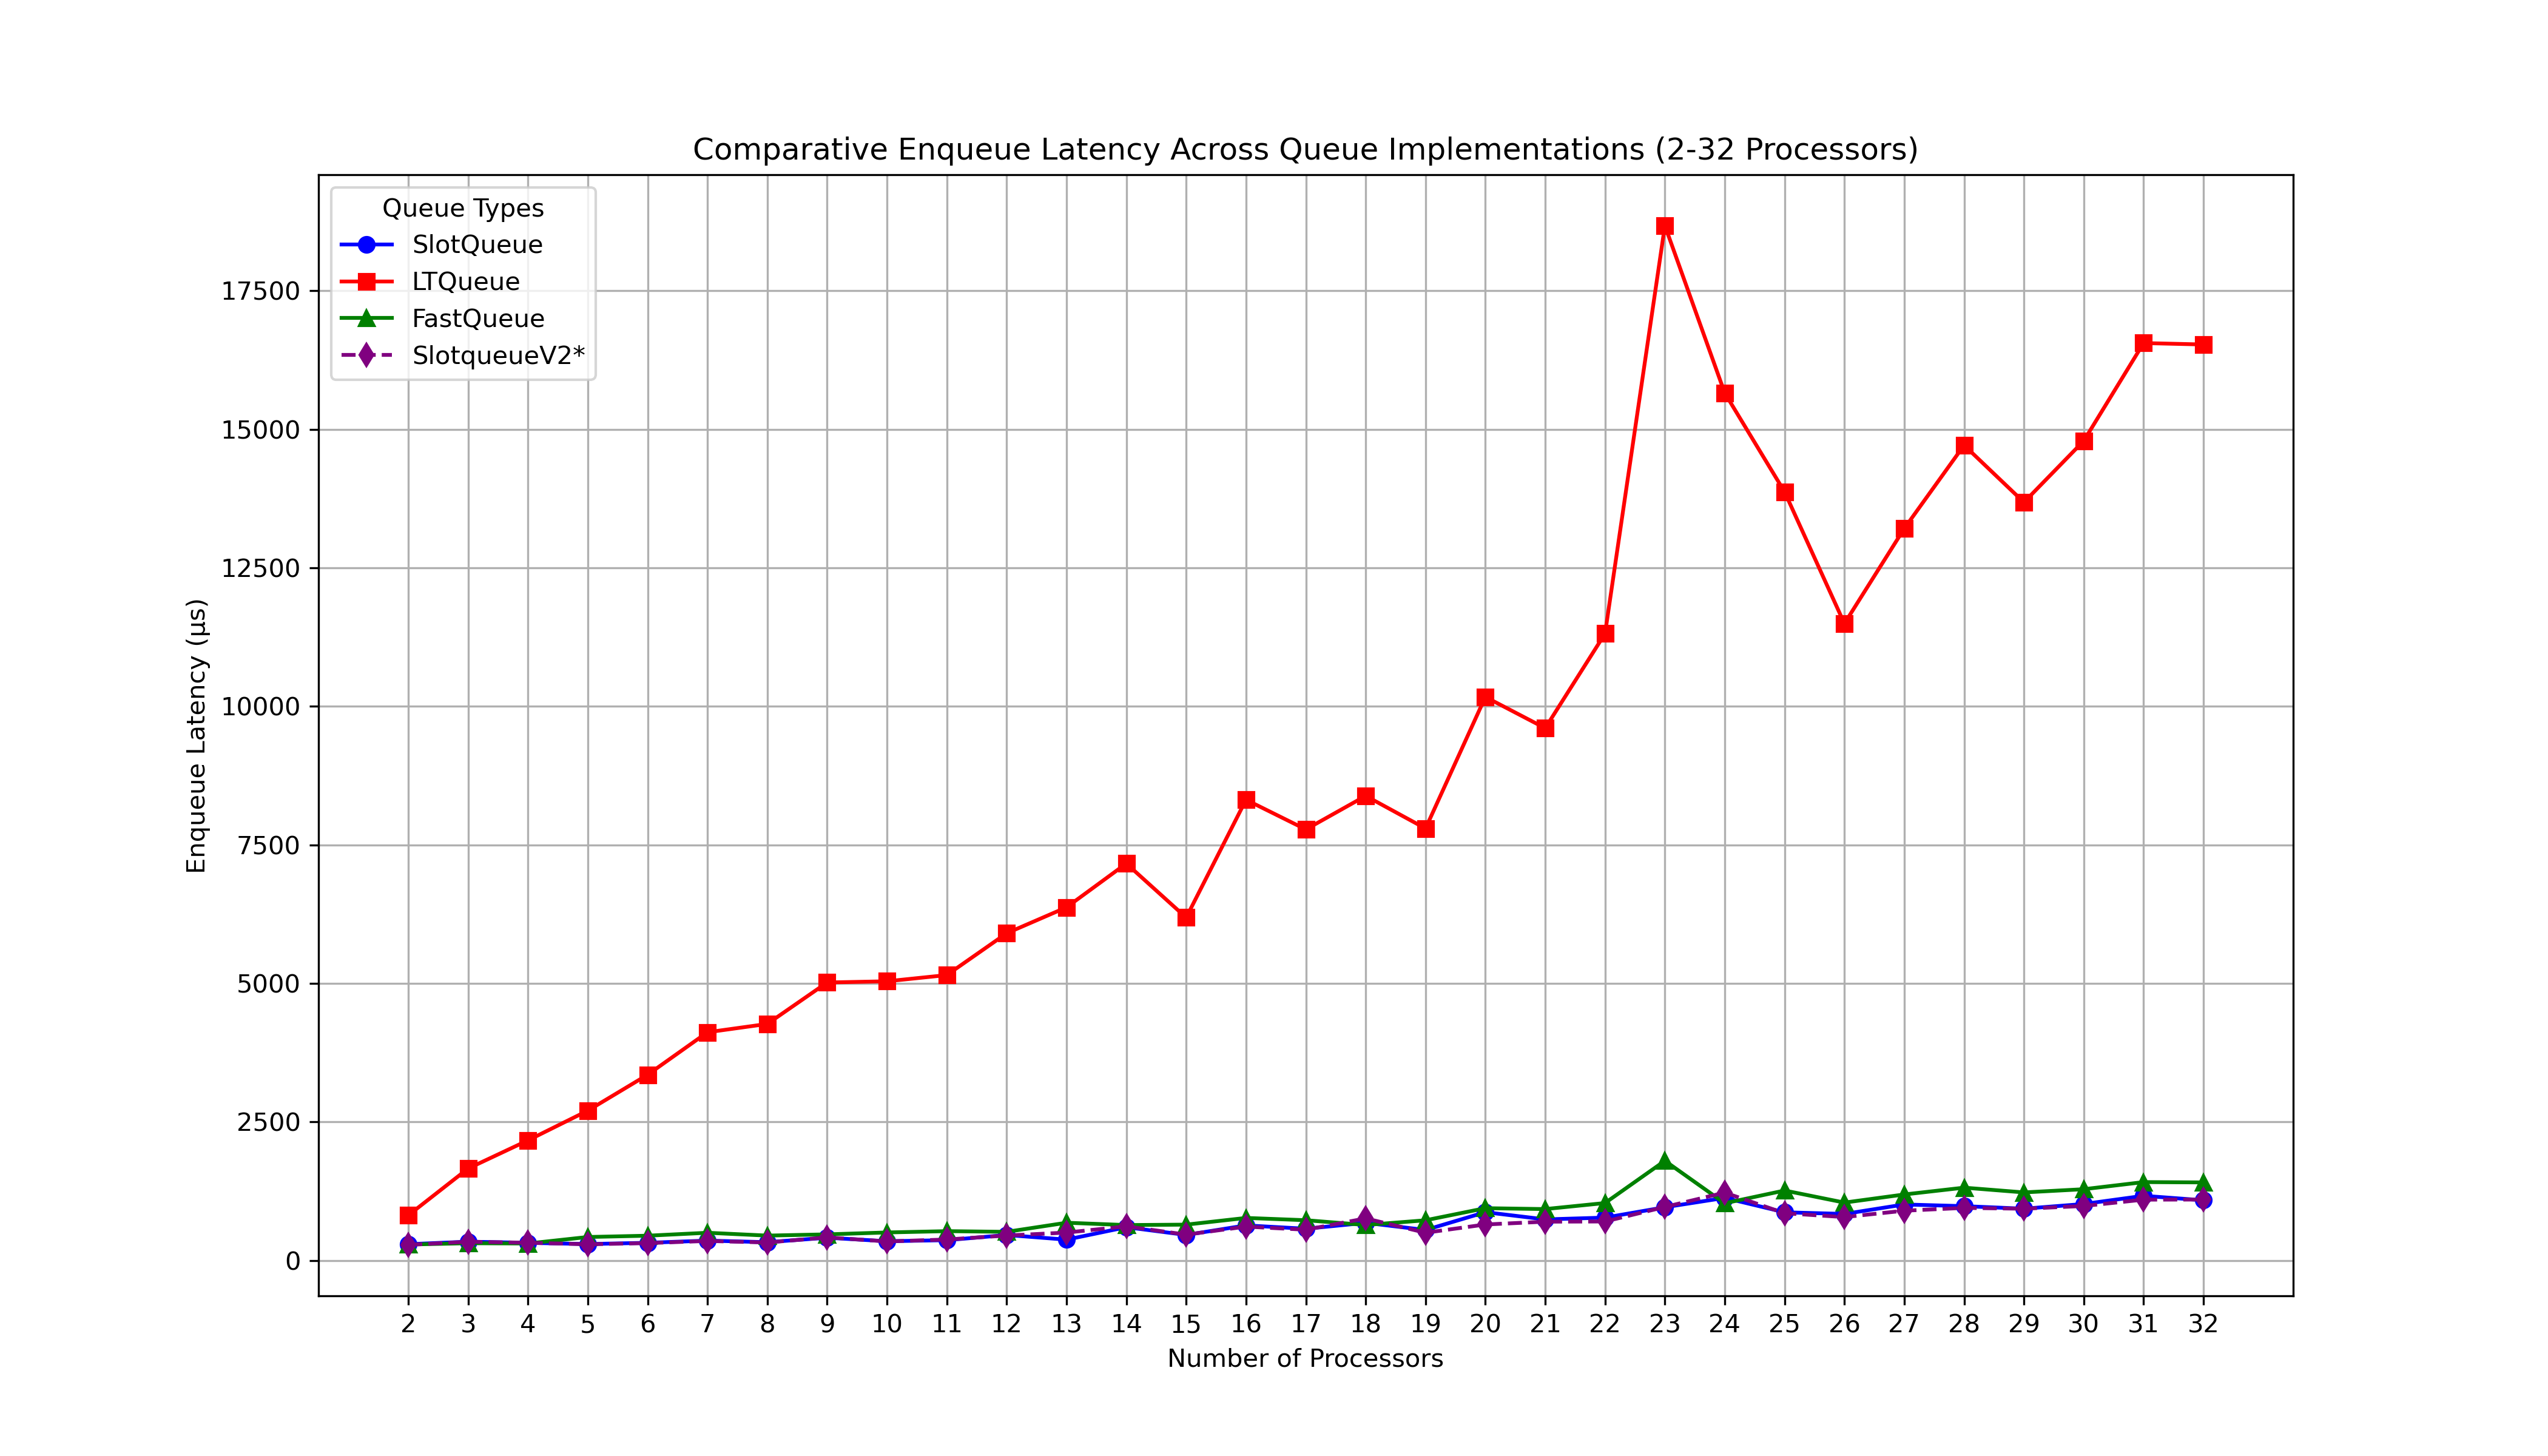 Comparative Enqueue Latency Across Queue Implementations (2-32 Processors)
Queue Types
SlotQueue
LTQueue
FastQueue
SlotqueueV2*
Enqueue Latency (µs)
17500
15000
12500
10000
7500
5000
2500
0
2 3 4 5 6 7 8 9 10 11 12 13 14 15 16 17 18 19 20 21 22 23 24 25 26 27 28 29 30 31 32
Number of Processors